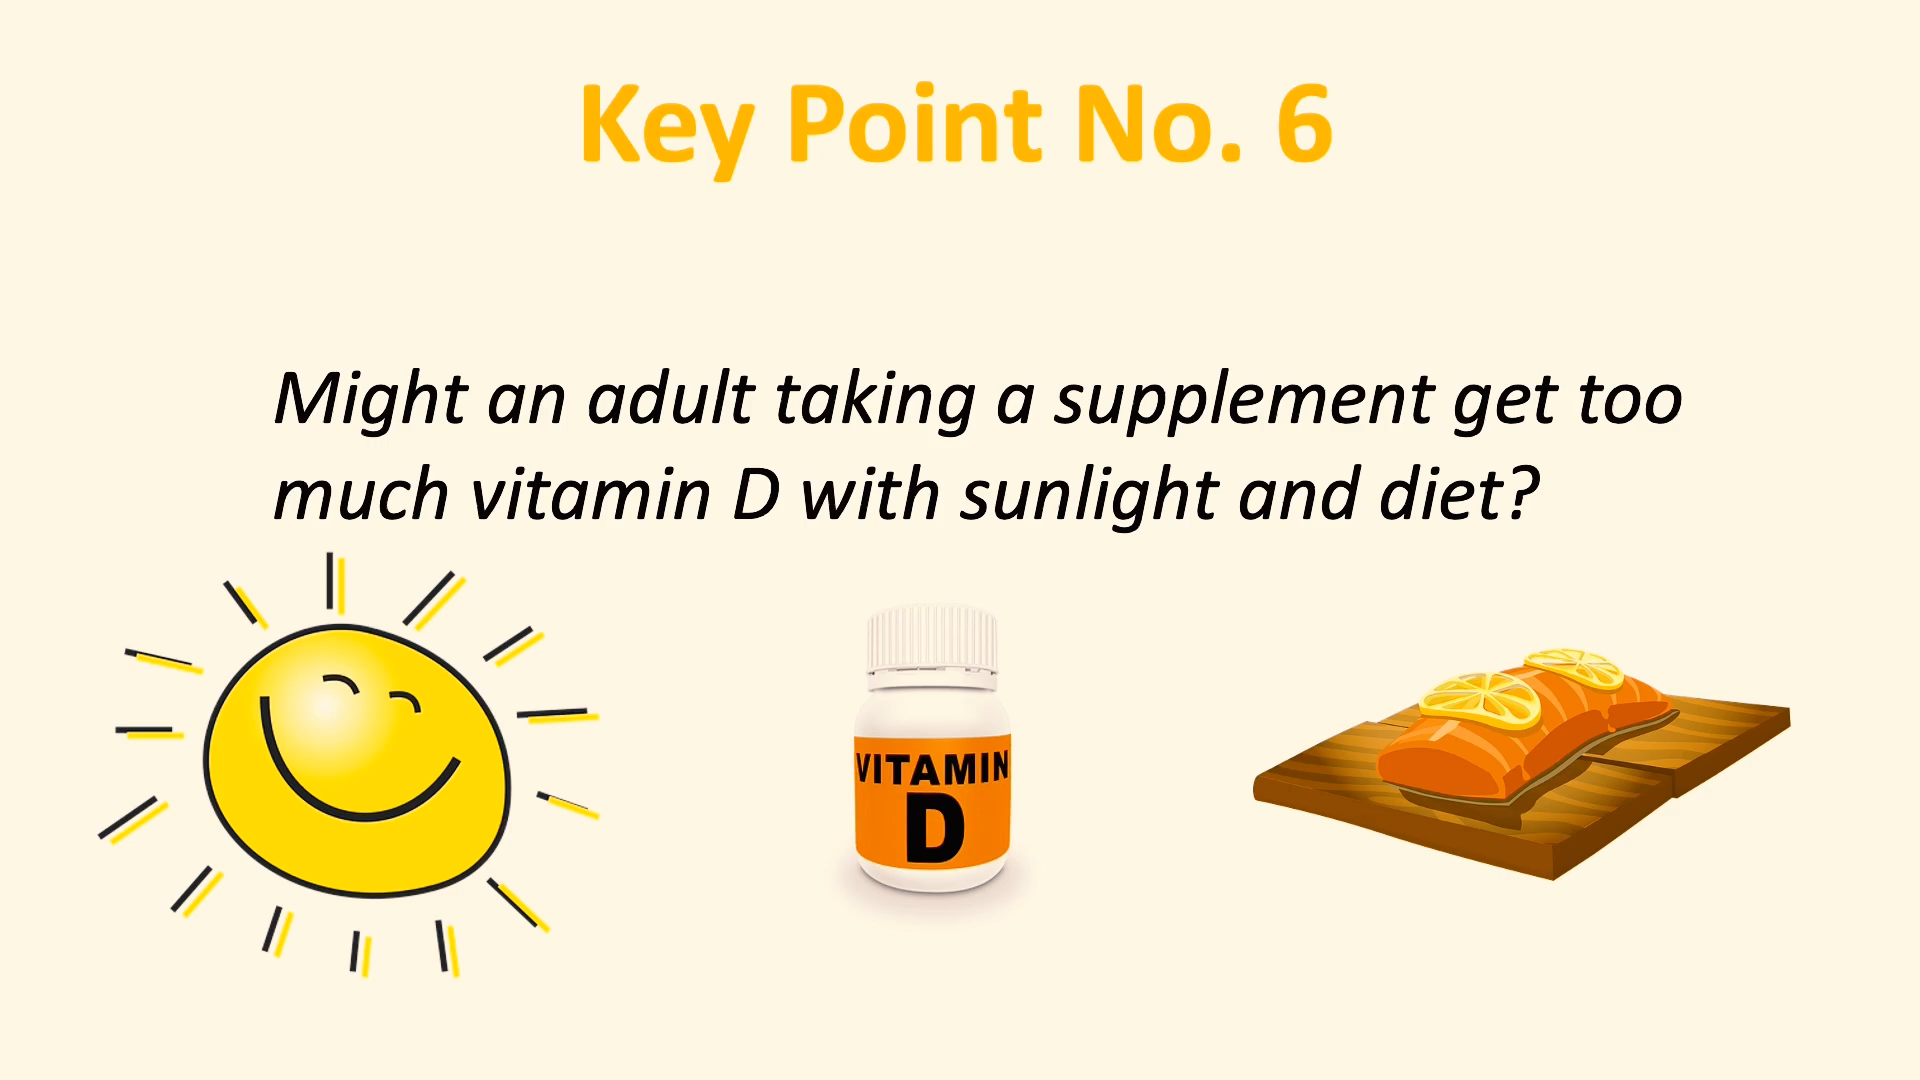 Key Point No. 6
Might an adult taking a supplement get too
much vitamin D with sunlight and diet?
VITAMIN
D